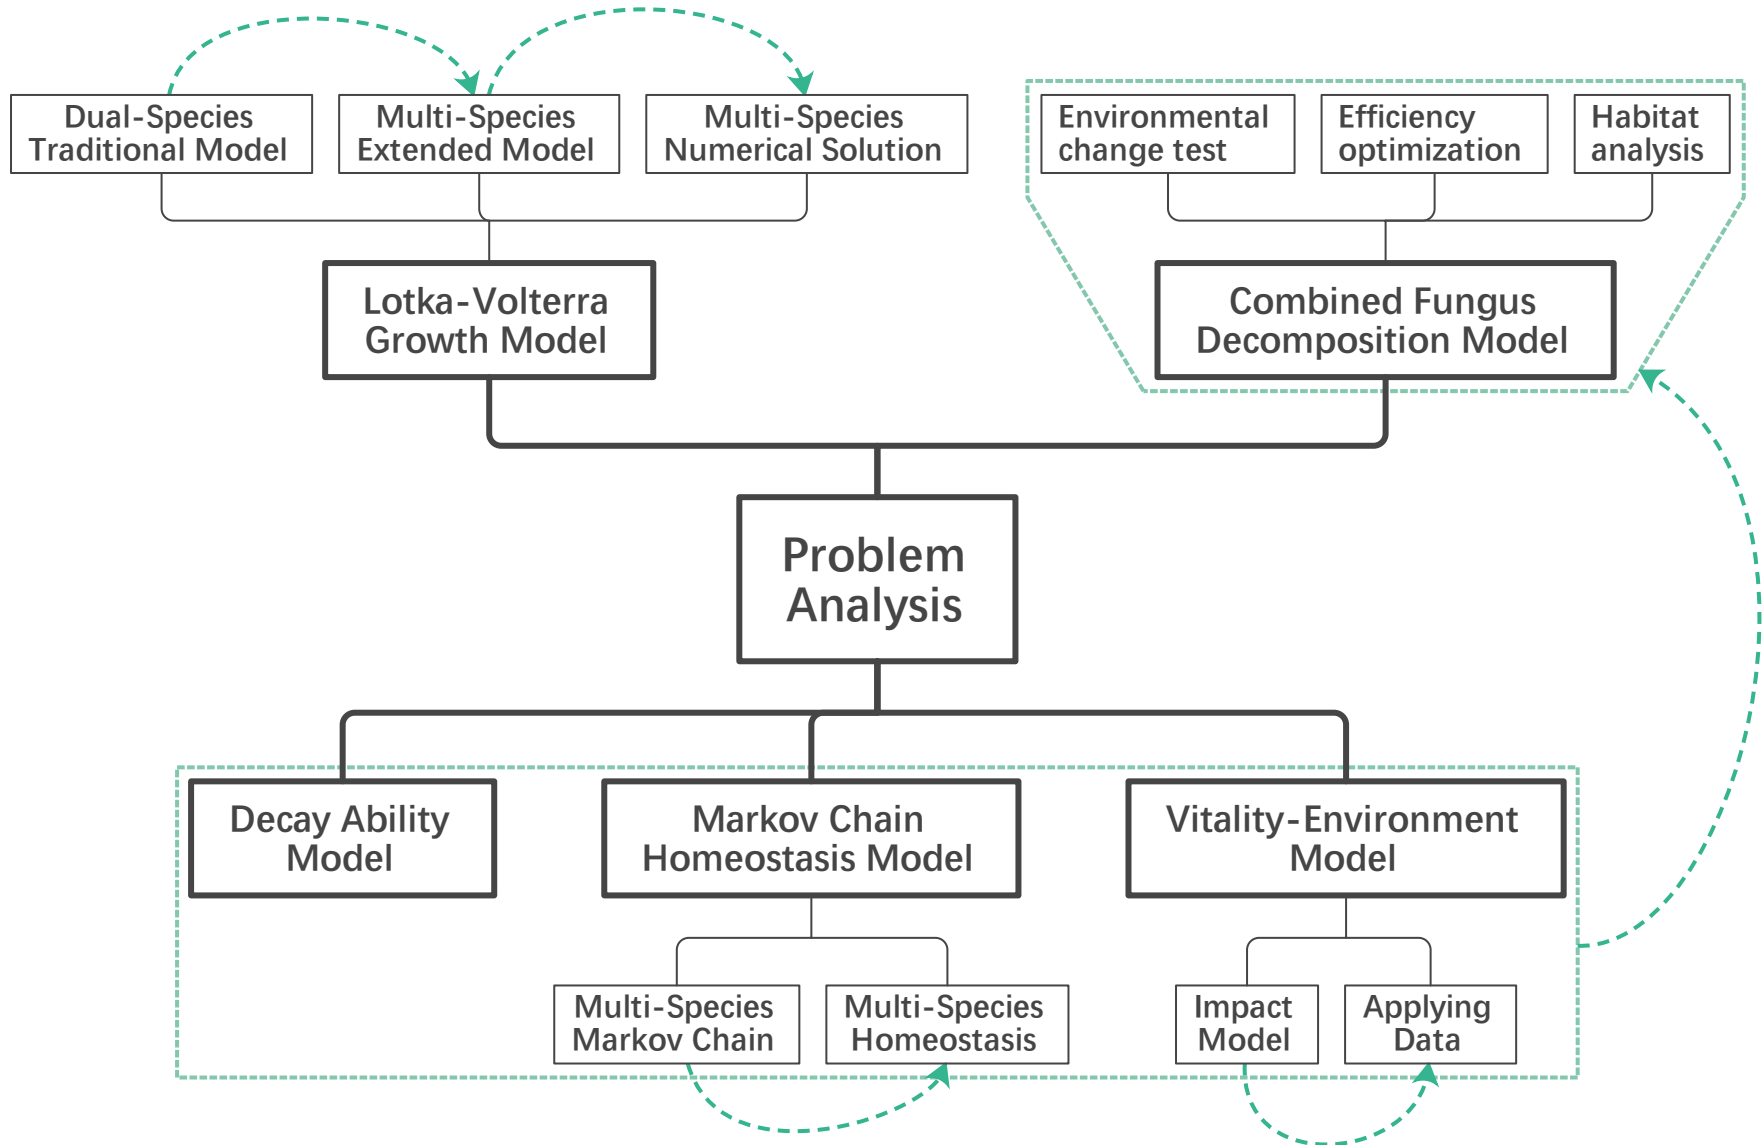 Dual-Species
Traditional Model
Multi-Species
Extended Model
Multi-Species
Numerical Solution
Environmental
change test
Efficiency
optimization
Habitat
analysis
Lotka-Volterra
Growth Model
Combined Fungus
Decomposition Model
Problem
Analysis
Decay Ability
Model
Markov Chain
Homeostasis Model
Vitality-Environment
Model
Multi-Species
Markov Chain
Multi-Species
Homeostasis
Impact
Model
Applying
Data